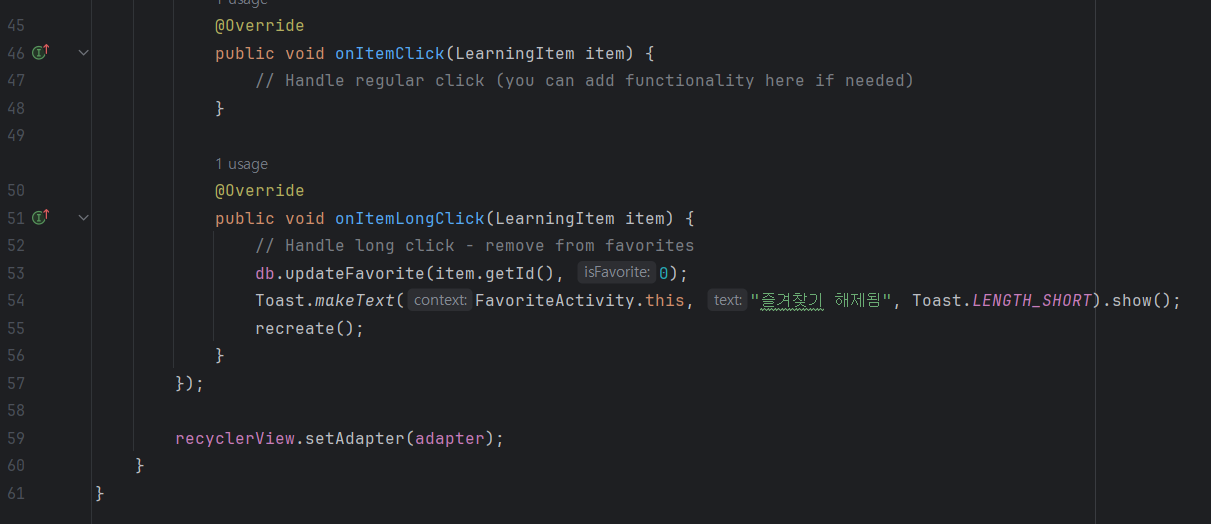 1 usage
45 @Override
46 public void onItemClick(LearningItem item) {
47 // Handle regular click (you can add functionality here if needed)
48 }
49
1 usage
50 @Override
51 public void onItemLongClick(LearningItem item) {
52 // Handle long click - remove from favorites
53 db.updateFavorite(item.getId(), isFavorite: 0);
54 Toast.makeText( context: FavoriteActivity.this, text: "즐겨찾기 해제됨", Toast.LENGTH_SHORT).show();
55 recreate();
56 }
57 });
58
59 recyclerView.setAdapter(adapter);
60 }
61 }